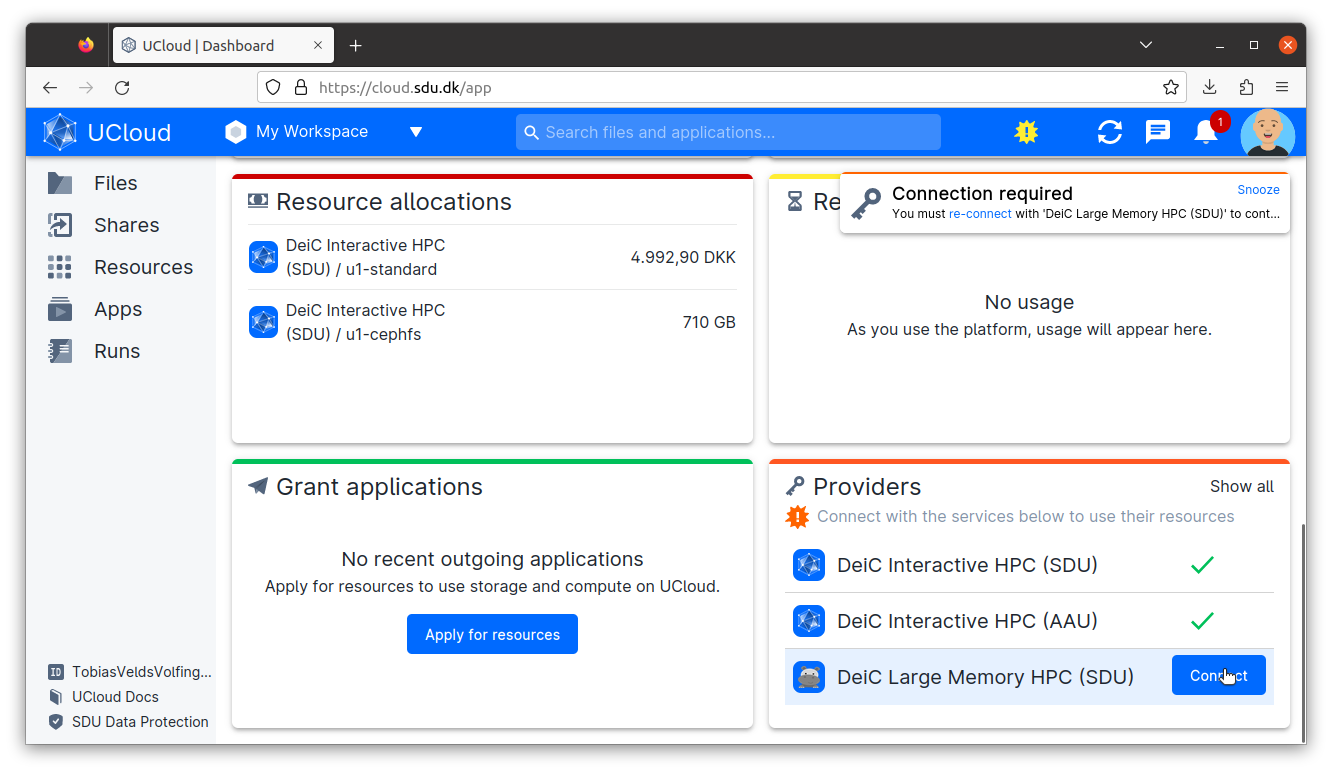 UCloud | Dashboard
https://cloud.sdu.dk/app
UCloud
My Workspace
Search files and applications...
1
Files
Shares
Resources
Apps
Runs
TobiasVeldsVolfing...
UCloud Docs
SDU Data Protection
ID
Resource allocations
DeiC Interactive HPC
(SDU) / u1-standard
4.992,90 DKK
DeiC Interactive HPC
(SDU) / u1-cephfs
710 GB
Re
Connection required
Snooze
You must re-connect with 'DeiC Large Memory HPC (SDU)' to cont...
No usage
As you use the platform, usage will appear here.
Grant applications
No recent outgoing applications
Apply for resources to use storage and compute on UCloud.
Apply for resources
Providers
Show all
Connect with the services below to use their resources
DeiC Interactive HPC (SDU)
DeiC Interactive HPC (AAU)
DeiC Large Memory HPC (SDU)
Connect